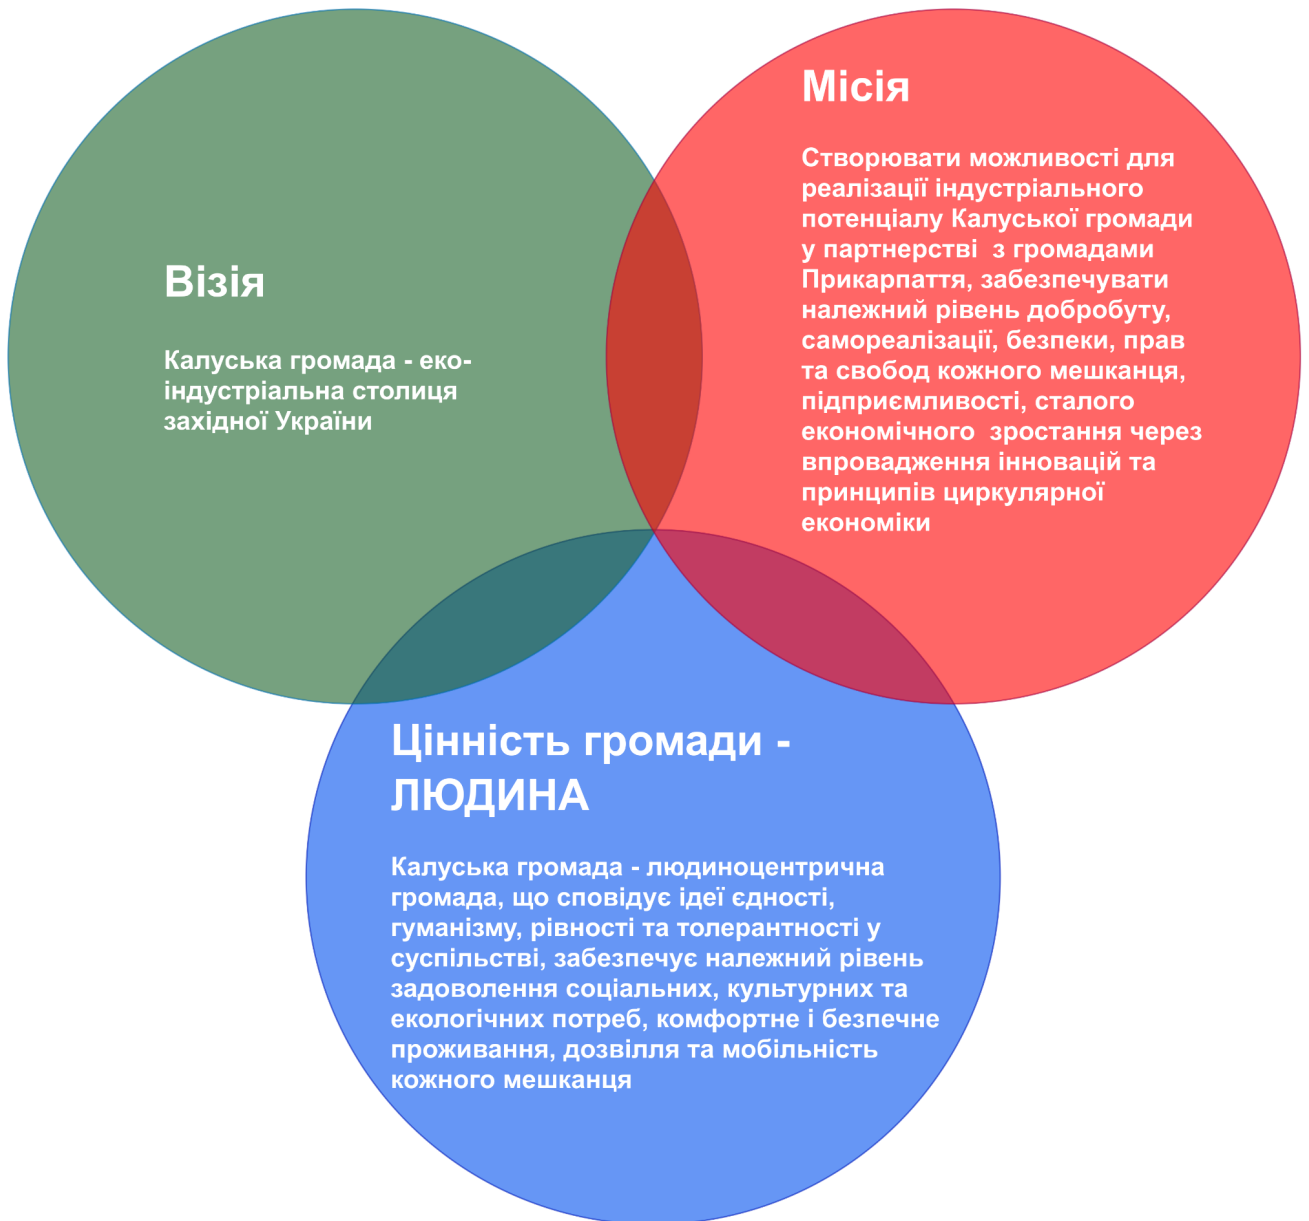 Візія
Калуська громада - еко-
індустріальна столиця
західної України
Місія
Створювати можливості для
реалізації індустріального
потенціалу Калуської громади
у партнерстві  з громадами
Прикарпаття, забезпечувати
належний рівень добробуту,
самореалізації, безпеки, прав
та свобод кожного мешканця,
підприємливості, сталого
економічного  зростання через
впровадження інновацій та
принципів циркулярної
економіки
Цінність громади -
ЛЮДИНА
Калуська громада - людиноцентрична
громада, що сповідує ідеї єдності,
гуманізму, рівності та толерантності у
суспільстві, забезпечує належний рівень
задоволення соціальних, культурних та
екологічних потреб, комфортне і безпечне
проживання, дозвілля та мобільність
кожного мешканця